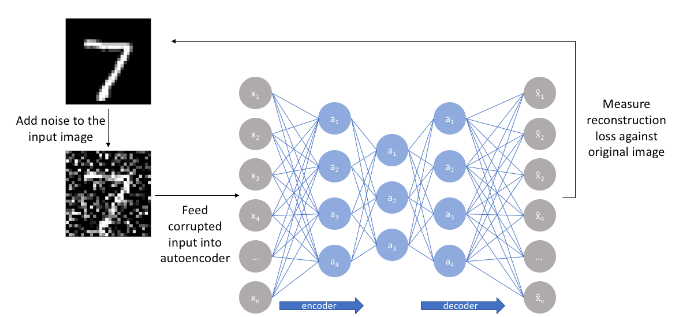 Add noise to the
input image
Feed
corrupted
input into
autoencoder
x₁
x₂
x₃
x₄
...
xₙ
a₁
a₂
a₃
a₄
a₁
a₂
a₃
a₁
a₂
a₃
a₄
x̂₁
x̂₂
x̂₃
x̂₄
...
x̂ₙ
encoder
decoder
Measure
reconstruction
loss against
original image
7
7